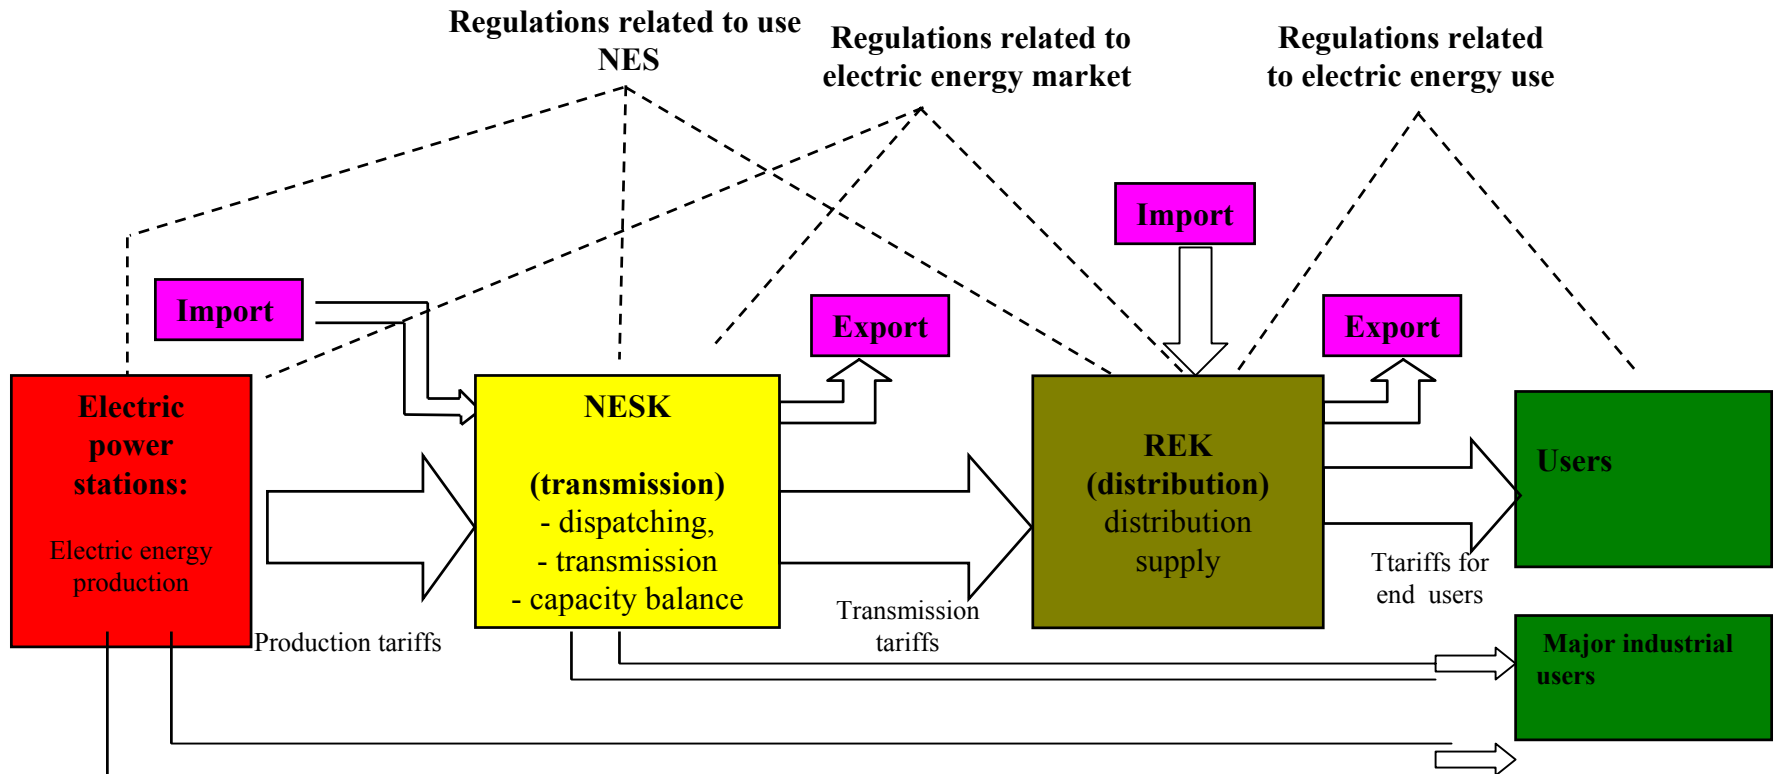 Regulations related to use
NES
Regulations related to
electric energy market
Regulations related
to electric energy use
Import
Import
Export
Export
Electric
power
stations:
Electric energy
production
NESK
(transmission)
- dispatching,
- transmission
- capacity balance
REK
(distribution)
distribution
supply
Users
Production tariffs
Transmission
tariffs
Ttariffs for
end users
Major industrial
users